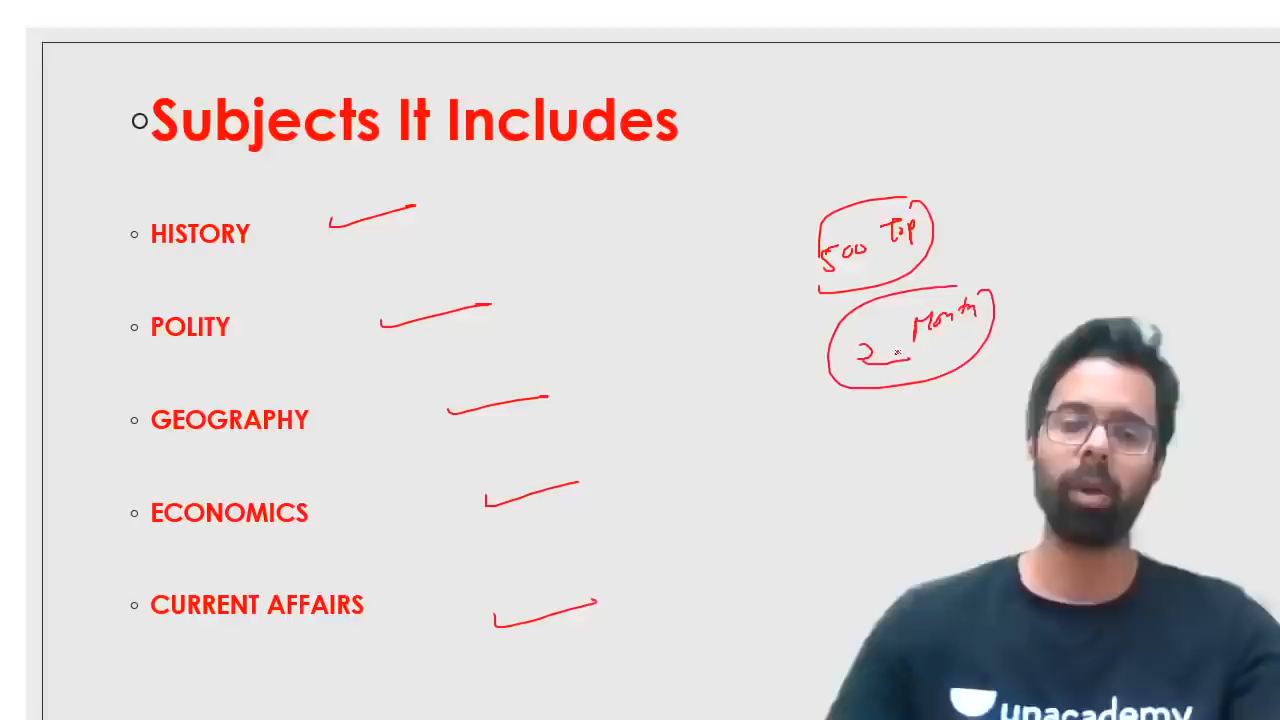 Subjects It Includes
HISTORY
POLITY
GEOGRAPHY
ECONOMICS
CURRENT AFFAIRS
500 Top
2 Month
unacademy